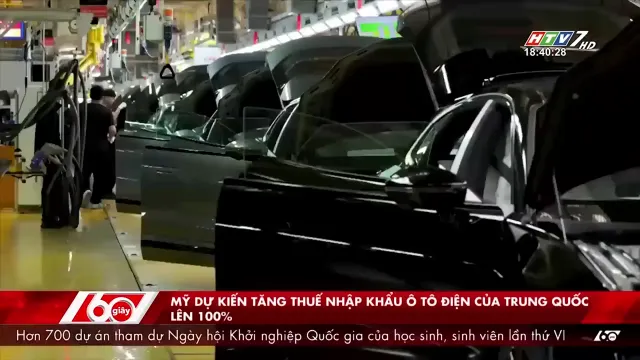 HTV7 HD
18:40:28
60 giây
MỸ DỰ KIẾN TĂNG THUẾ NHẬP KHẨU Ô TÔ ĐIỆN CỦA TRUNG QUỐC
LÊN 100%
Hơn 700 dự án tham dự Ngày hội Khởi nghiệp Quốc gia của học sinh, sinh viên lần thứ VI
60